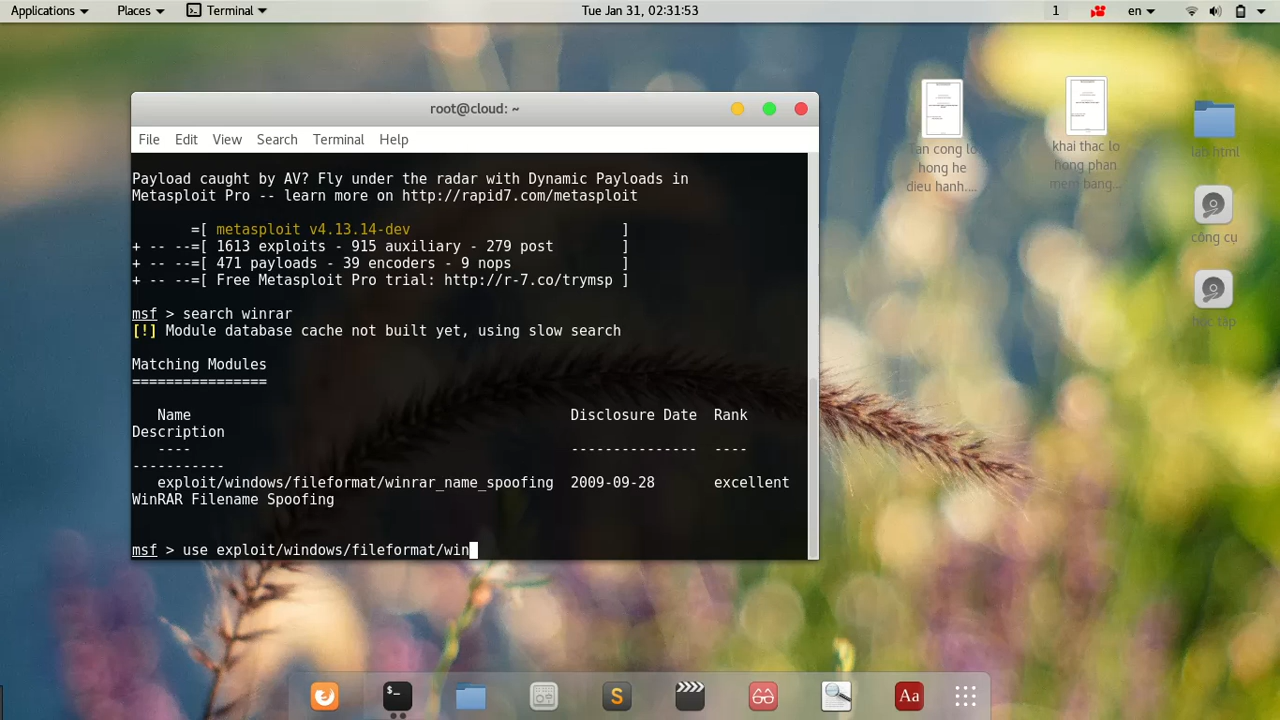 Applications Places Terminal Tue Jan 31, 02:31:53 1 en
root@cloud: ~
File Edit View Search Terminal Help
Payload caught by AV? Fly under the radar with Dynamic Payloads in
Metasploit Pro -- learn more on http://rapid7.com/metasploit
=[ metasploit v4.13.14-dev ]
+ -- --=[ 1613 exploits - 915 auxiliary - 279 post ]
+ -- --=[ 471 payloads - 39 encoders - 9 nops ]
+ -- --=[ Free Metasploit Pro trial: http://r-7.co/trymsp ]
msf > search winrar
[!] Module database cache not built yet, using slow search
Matching Modules
================
Name Disclosure Date Rank
Description
---- --------------- ----
-----------
exploit/windows/fileformat/winrar_name_spoofing 2009-09-28 excellent
WinRAR Filename Spoofing
msf > use exploit/windows/fileformat/win
Tan cong lo
hong he
dieu hanh....
khai thac lo
hong phan
mem bang...
lab html
công cụ
học tập
$_
S
Aa